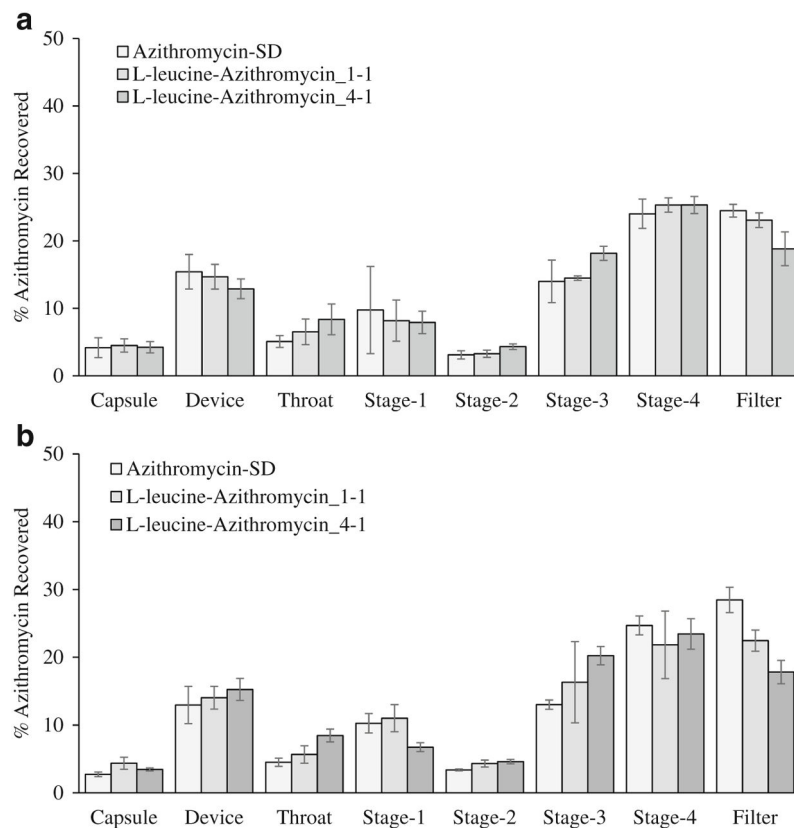 a
50
Azithromycin-SD
L-leucine-Azithromycin_1-1
40
L-leucine-Azithromycin_4-1
% Azithromycin Recovered
30
20
10
0
Capsule Device Throat Stage-1 Stage-2 Stage-3 Stage-4 Filter
b
50
Azithromycin-SD
L-leucine-Azithromycin_1-1
40
L-leucine-Azithromycin_4-1
% Azithromycin Recovered
30
20
10
0
Capsule Device Throat Stage-1 Stage-2 Stage-3 Stage-4 Filter